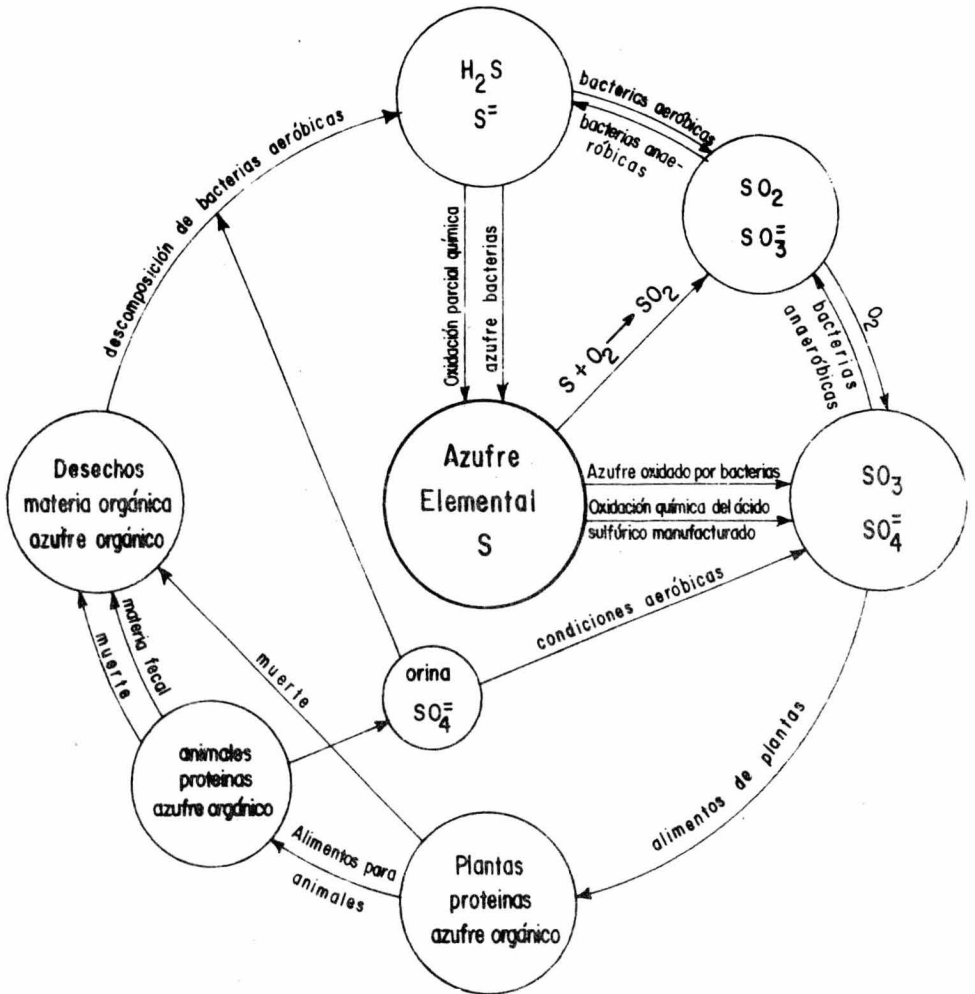 H₂S
S⁼
bacterias aeróbicas
bacterias anae-
róbicas
SO₂
SO₃⁼
descomposición de bacterias aeróbicas
Oxidación parcial química
azufre bacterias
S + O₂ → SO₂
O₂
bacterias
anaeróbicas
Desechos
materia orgánica
azufre orgánico
Azufre
Elemental
S
Azufre oxidado por bacterias
Oxidación química del ácido
sulfúrico manufacturado
SO₃
SO₄⁼
condiciones aeróbicas
orina
SO₄⁼
muerte
materia fecal
muerte
animales
proteinas
azufre orgánico
Alimentos para
animales
Plantas
proteinas
azufre orgánico
alimentos de plantas